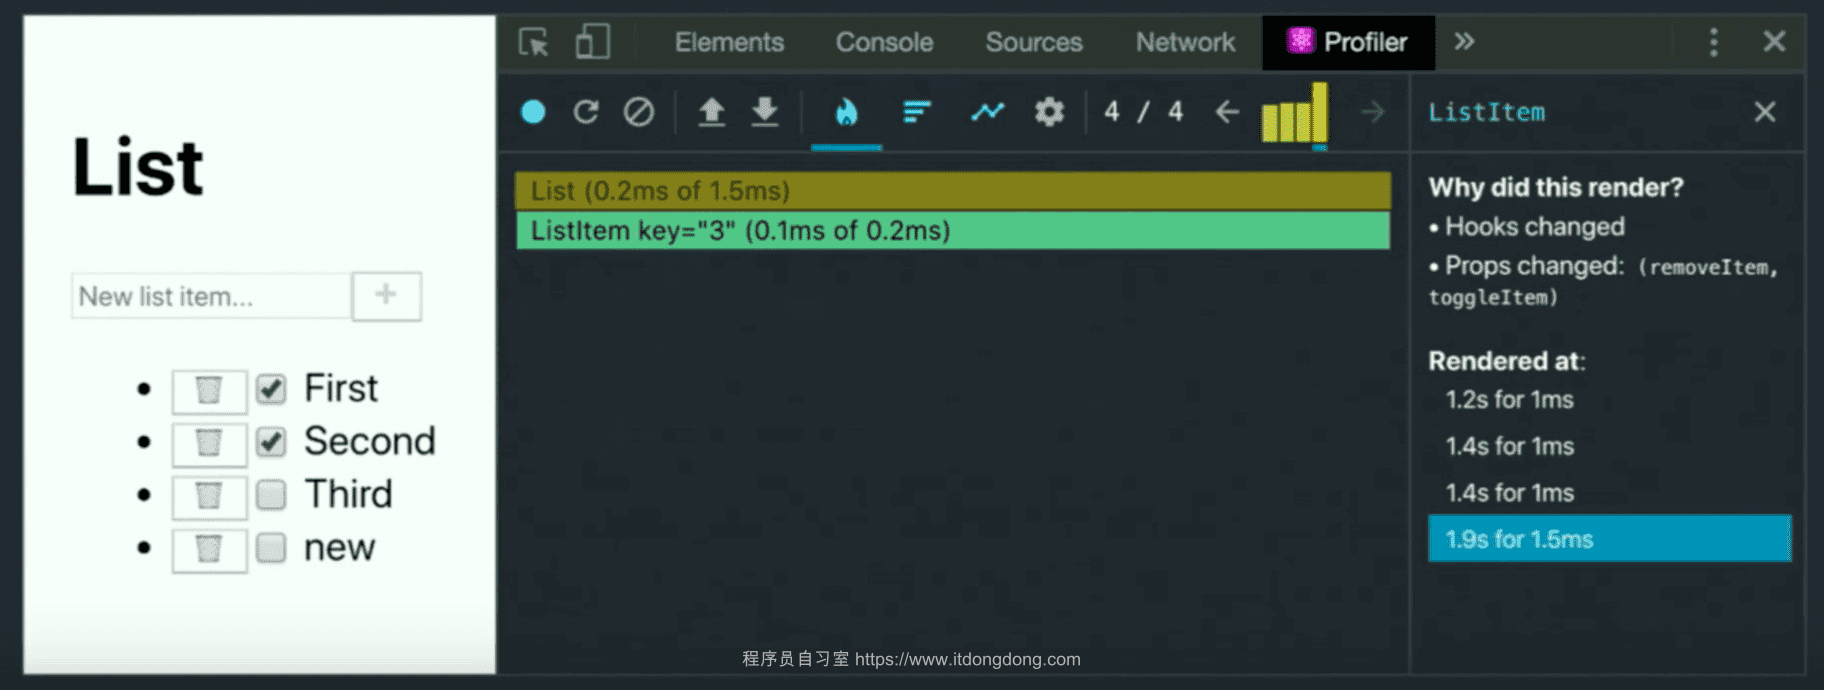 List
New list item...
+
First
Second
Third
new
Elements Console Sources Network Profiler
4 / 4
List (0.2ms of 1.5ms)
ListItem key="3" (0.1ms of 0.2ms)
ListItem
Why did this render?
• Hooks changed
• Props changed: (removeItem,
toggleItem)
Rendered at:
1.2s for 1ms
1.4s for 1ms
1.4s for 1ms
1.9s for 1.5ms
程序员自习室 https://www.itdongdong.com